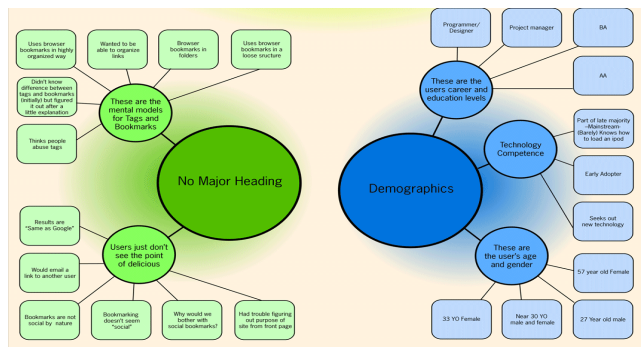 Uses browser
bookmarks in highly
organized way
Wanted to be
able to organize
links
Browser
bookmarks in
folders
Uses browser
bookmarks in a
loose sructure
Didn't know
difference between
tags and bookmarks
(initially) but figured
it out after a
little explanation
Thinks people
abuse tags
These are the
mental models
for Tags and
Bookmarks
No Major Heading
Users just don't
see the point
of delicious
Results are
"Same as Google"
Would email a
link to another user
Bookmarks are not
social by nature
Bookmarking
doesn't seem
"social"
Why would we
bother with
social bookmarks?
Had trouble figuring
out purpose of
site from front page
Programmer/
Designer
Project manager
BA
AA
These are the
users career and
education levels
Technology
Competence
Part of late majority
-Mainstream-
(Barely) Knows how
to load an ipod
Early Adopter
Seeks out
new technology
Demographics
These are
the user's age
and gender
57 year old Female
33 YO Female
Near 30 YO
male and female
27 Year old male